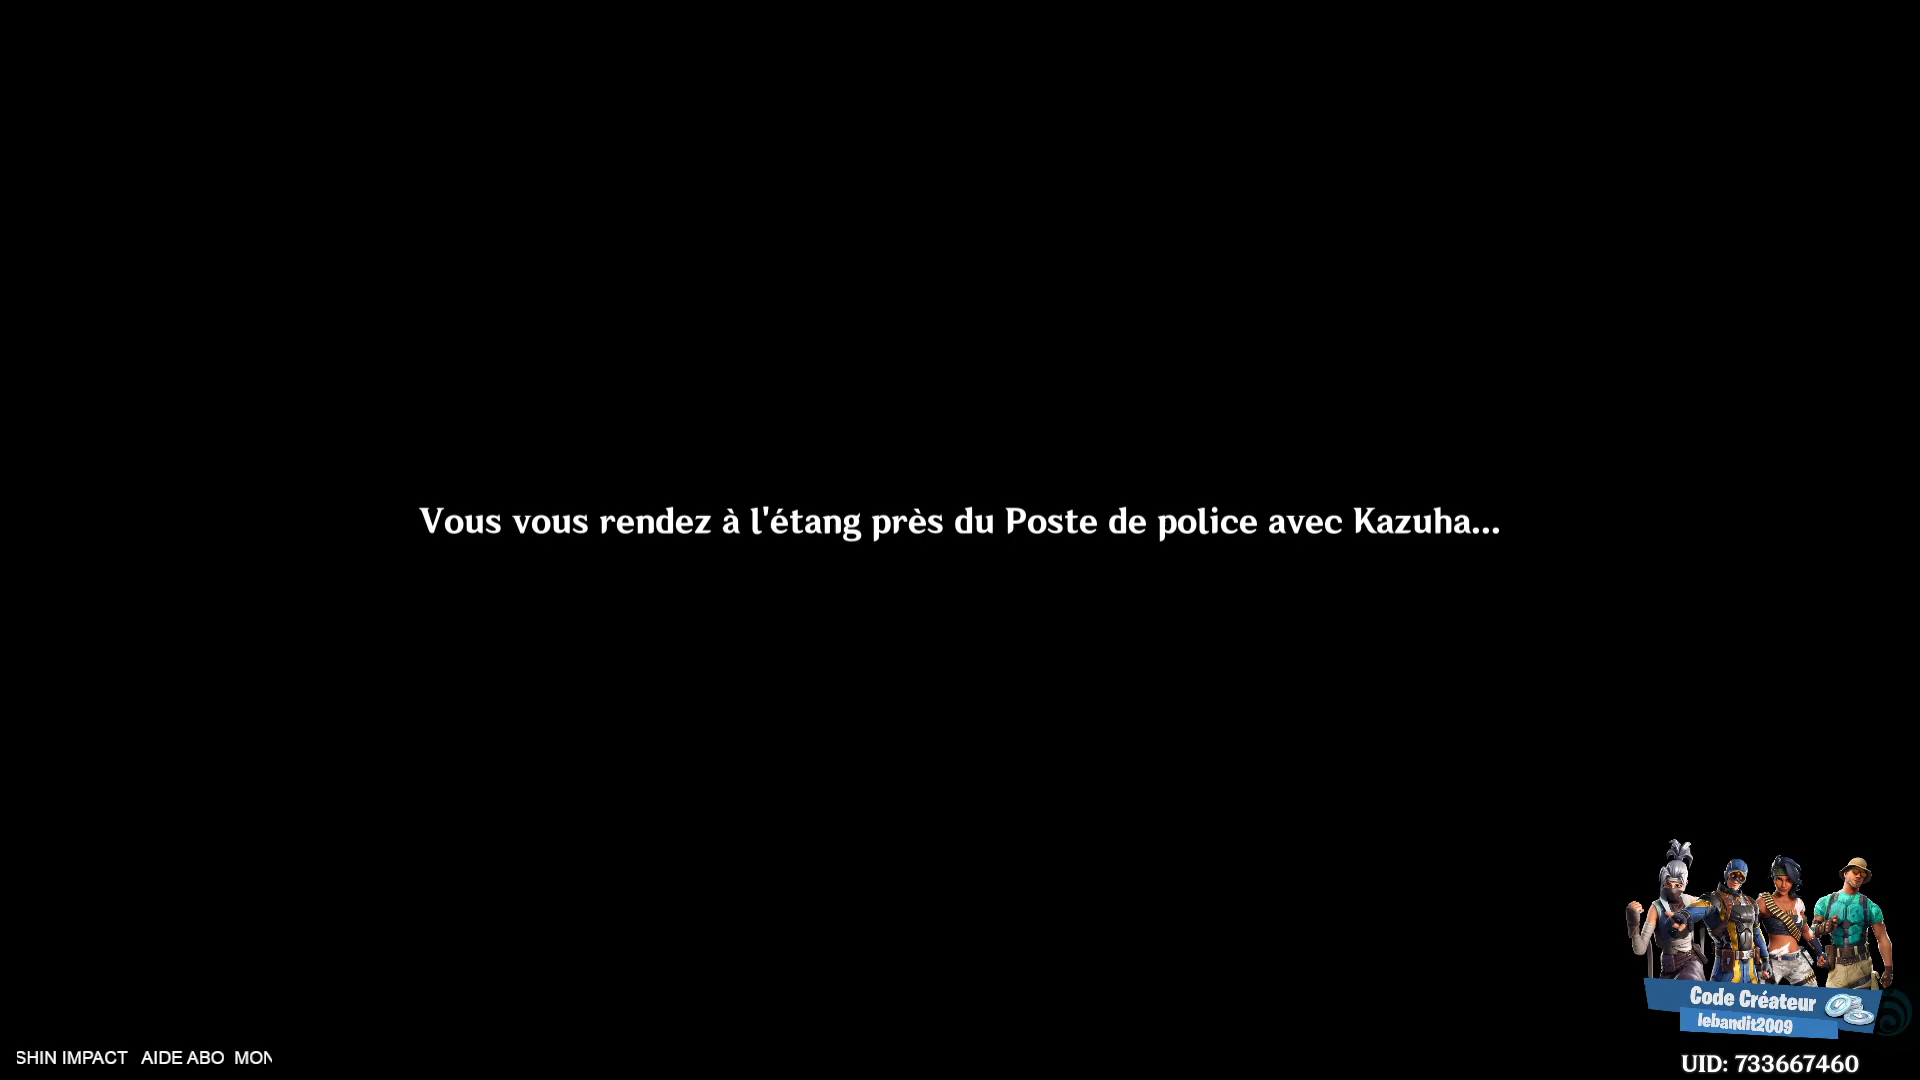 Vous vous rendez à l'étang près du Poste de police avec Kazuha...
Code Créateur
lebandit2009
SHIN IMPACT AIDE ABO MON
UID: 733667460